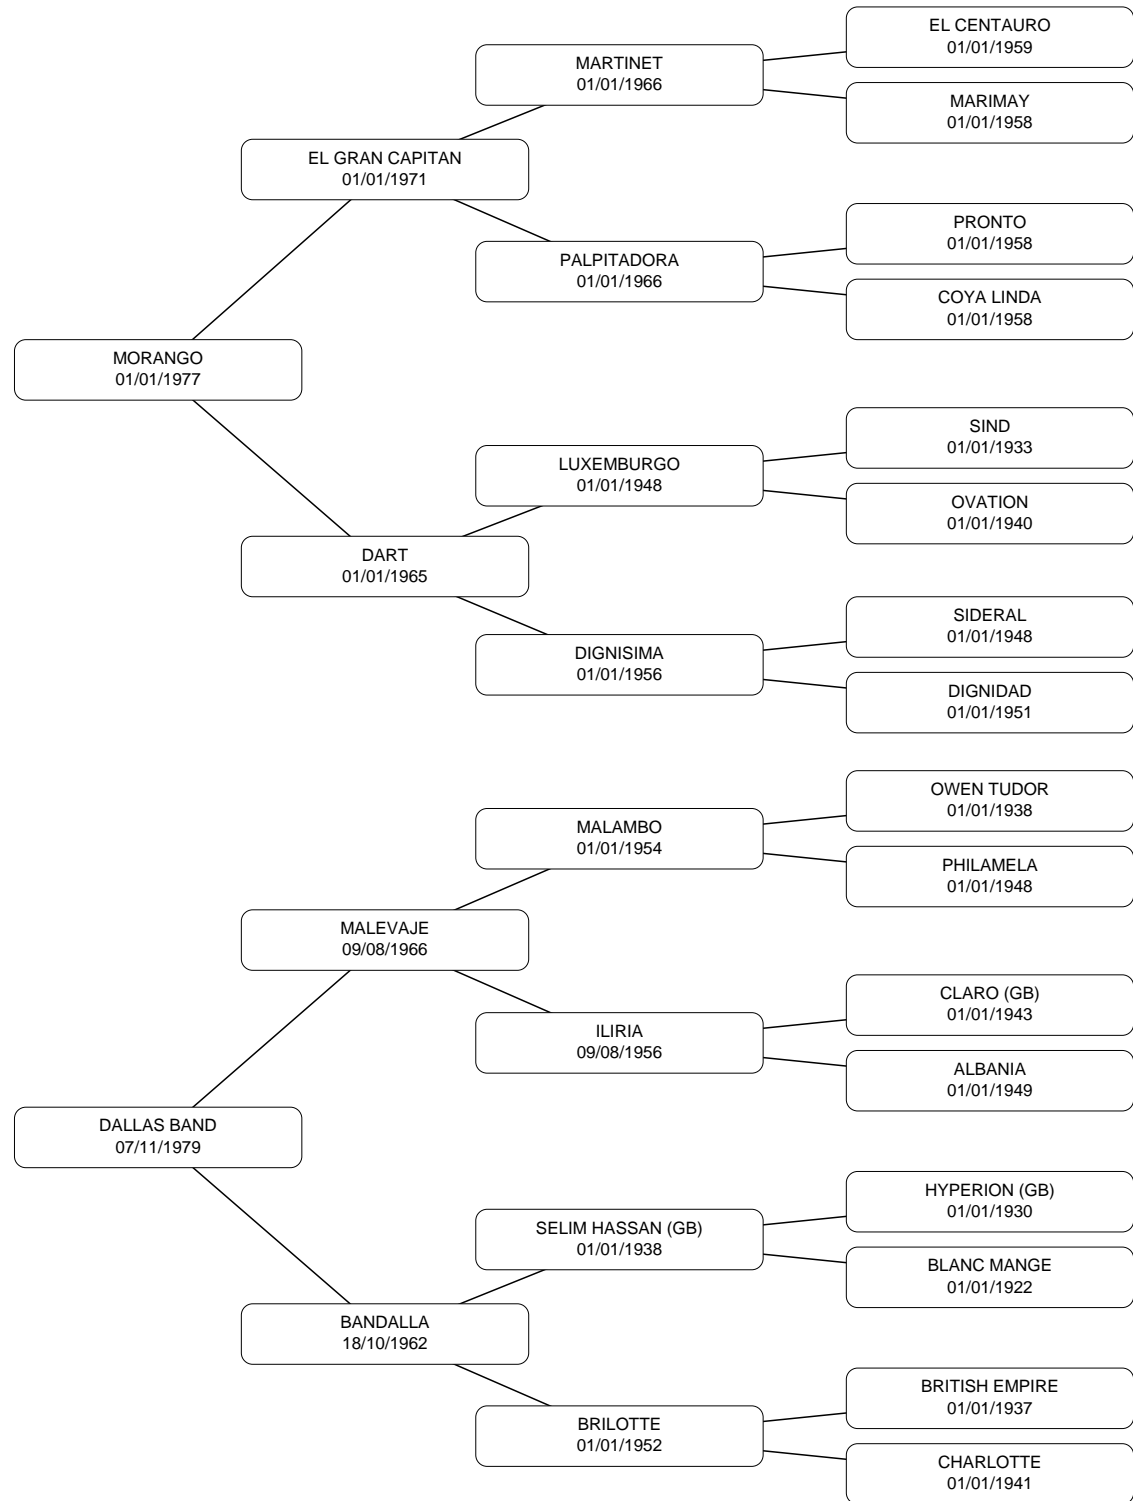 EL CENTAURO
01/01/1959
MARTINET
01/01/1966
MARIMAY
01/01/1958
EL GRAN CAPITAN
01/01/1971
PRONTO
01/01/1958
PALPITADORA
01/01/1966
COYA LINDA
01/01/1958
MORANGO
01/01/1977
SIND
01/01/1933
LUXEMBURGO
01/01/1948
OVATION
01/01/1940
DART
01/01/1965
SIDERAL
01/01/1948
DIGNISIMA
01/01/1956
DIGNIDAD
01/01/1951
OWEN TUDOR
01/01/1938
MALAMBO
01/01/1954
PHILAMELA
01/01/1948
MALEVAJE
09/08/1966
CLARO (GB)
01/01/1943
ILIRIA
09/08/1956
ALBANIA
01/01/1949
DALLAS BAND
07/11/1979
HYPERION (GB)
01/01/1930
SELIM HASSAN (GB)
01/01/1938
BLANC MANGE
01/01/1922
BANDALLA
18/10/1962
BRITISH EMPIRE
01/01/1937
BRILOTTE
01/01/1952
CHARLOTTE
01/01/1941